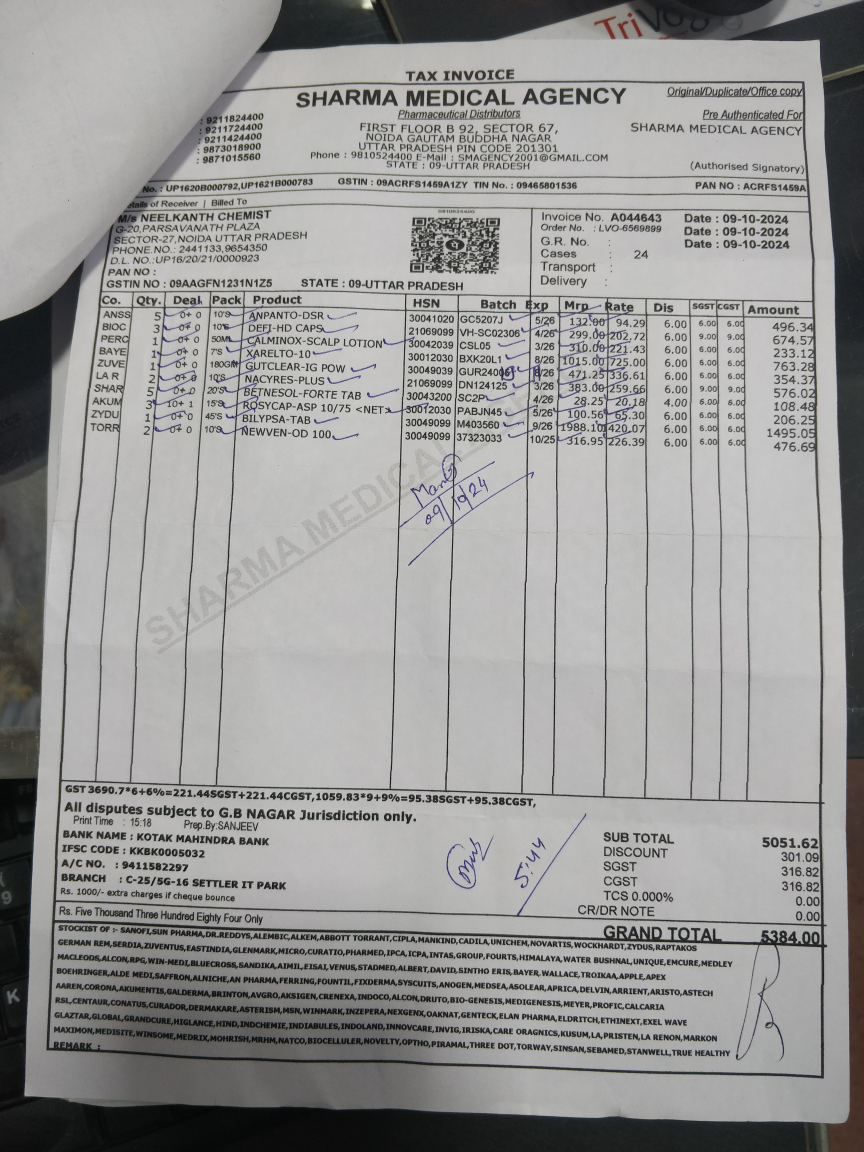 TriVog
TAX INVOICE
Original/Duplicate/Office copy
SHARMA MEDICAL AGENCY
Pharmaceutical Distributors
Pre Authenticated For
SHARMA MEDICAL AGENCY
: 9211824400
: 9211724400
: 9211424400
: 9873018900
: 9871015560
FIRST FLOOR B 92, SECTOR 67,
NOIDA GAUTAM BUDDHA NAGAR
UTTAR PRADESH PIN CODE 201301
Phone : 9810524400 E-Mail : SMAGENCY2001@GMAIL.COM
STATE : 09-UTTAR PRADESH
(Authorised Signatory)
No. : UP1620B000792,UP1621B000783 GSTIN : 09ACRFS1459A1ZY TIN No. : 09465801536 PAN NO : ACRFS1459A
etails of Receiver | Billed To
M/s NEELKANTH CHEMIST
G-20,PARSAVANATH PLAZA
SECTOR-27,NOIDA UTTAR PRADESH
PHONE.NO.: 2441133,9654350
D.L. NO.:UP16/20/21/0000923
PAN NO :
GSTIN NO : 09AAGFN1231N1Z5 STATE : 09-UTTAR PRADESH
Invoice No. A044643 Date : 09-10-2024
Order No. : LVO-6569899 Date : 09-10-2024
G.R. No. : Date : 09-10-2024
Cases : 24
Transport :
Delivery :
Co. Qty. Deal Pack Product HSN Batch Exp Mrp Rate Dis SGST CGST Amount
ANSS 5 0+ 0 10'S ANPANTO-DSR 30041020 GC5207J 5/26 132.00 94.29 6.00 6.00 6.00 496.34
BIOC 3 0+ 0 10'S DEFI-HD CAPS 21069099 VH-SC02306 4/26 299.00 202.72 6.00 9.00 9.00 674.57
PERC 1 0+ 0 50ML CALMINOX-SCALP LOTION 30042039 CSL05 3/26 310.00 221.43 6.00 6.00 6.00 233.12
BAYE 1 0+ 0 7'S XARELTO-10 30012030 BXK20L1 8/26 1015.00 725.00 6.00 6.00 6.00 763.28
ZUVE 1 0+ 0 180GM GUTCLEAR-IG POW 30049039 8/26 471.25 336.61 6.00 6.00 6.00 354.37
LA R 2 0+ 0 10'S NACYRES-PLUS 21069099 DN124125 3/26 383.00 259.66 6.00 9.00 9.00 576.02
SHAR 5 0+ 0 20'S BETNESOL-FORTE TAB 30043200 SC2P 4/26 28.25 20.18 4.00 6.00 6.00 108.48
AKUM 3 10+ 1 15'S ROSYCAP-ASP 10/75 <NET> 30012030 PABJN45 5/26 100.56 65.30 6.00 6.00 6.00 206.25
ZYDU 1 0+ 0 45'S BILYPSA-TAB 30049099 M403560 9/26 1988.10 1420.07 6.00 6.00 6.00 1495.05
TORR 2 0+ 0 10'S NEWVEN-OD 100 30049099 37323033 10/25 316.95 226.39 6.00 6.00 6.00 476.69
09/10/24
SHARMA MEDICAL
GST 3690.7*6+6%=221.44SGST+221.44CGST,1059.83*9+9%=95.38SGST+95.38CGST,
All disputes subject to G.B NAGAR Jurisdiction only.
Print Time : 15:18 Prep.By:SANJEEV
BANK NAME : KOTAK MAHINDRA BANK
IFSC CODE : KKBK0005032
A/C NO. : 9411582297
BRANCH : C-25/5G-16 SETTLER IT PARK
Rs. 1000/- extra charges if cheque bounce
5:44
SUB TOTAL 5051.62
DISCOUNT 301.09
SGST 316.82
CGST 316.82
TCS 0.000% 0.00
CR/DR NOTE 0.00
Rs. Five Thousand Three Hundred Eighty Four Only
GRAND TOTAL 5384.00
STOCKIST OF :- SANOFI,SUN PHARMA,DR.REDDYS,ALEMBIC,ALKEM,ABBOTT TORRANT,CIPLA,MANKIND,CADILA,UNICHEM,NOVARTIS,WOCKHARDT,ZYDUS,RAPTAKOS
GERMAN REM,SERDIA,ZUVENTUS,EASTINDIA,GLENMARK,MICRO,CURATIO,PHARMED,IPCA,ICPA,INTAS,GROUP,FOURTS,HIMALAYA,WATER BUSHNAL,UNIQUE,EMCURE,MEDLEY
MACLEODS,ALCON,RPG,WIN-MEDI,BLUECROSS,SANDIKA,AIMIL,EISAI,VENUS,STADMED,ALBERT,DAVID,SINTHO ERIS,BAYER,WALLACE,TROIKAA,APPLE,APEX
BOEHRINGER,ALDE MEDI,SAFFRON,ALNICHE,AN PHARMA,FERRING,FOUNTIL,FIXDERMA,SYSCUITS,ANOGEN,MEDSEA,ASOLEAR,APRICA,DELVIN,ARRIENT,ARISTO,ASTECH
AAREN,CORONA,AKUMENTIS,GALDERMA,BRINTON,AVGRO,AKSIGEN,CRENEXA,INDOCO,ALCON,DRUTO,BIO-GENESIS,MEDIGENESIS,MEYER,PROFIC,CALCARIA
RSL,CENTAUR,CONATUS,CURADOR,DERMAKARE,ASTERISM,MSN,WINMARK,INZEPERA,NEXGENX,OAKNAT,GENTECK,ELAN PHARMA,ELDRITCH,ETHINEXT,EXEL WAVE
GLAZTAR,GLOBAL,GRANDCURE,HIGLANCE,HIND,INDCHEMIE,INDIABULES,INDOLAND,INNOVCARE,INVIG,IRISKA,CARE ORAGNICS,KUSUM,LA,PRISTEN,LA RENON,MARKON
MAXIMON,MEDISITE,WINSOME,MEDRIX,MOHRISH,MRHM,NATCO,BIOCELLULER,NOVELTY,OPTHO,PIRAMAL,THREE DOT,TORWAY,SINSAN,SEBAMED,STANWELL,TRUE HEALTHY
REMARK :